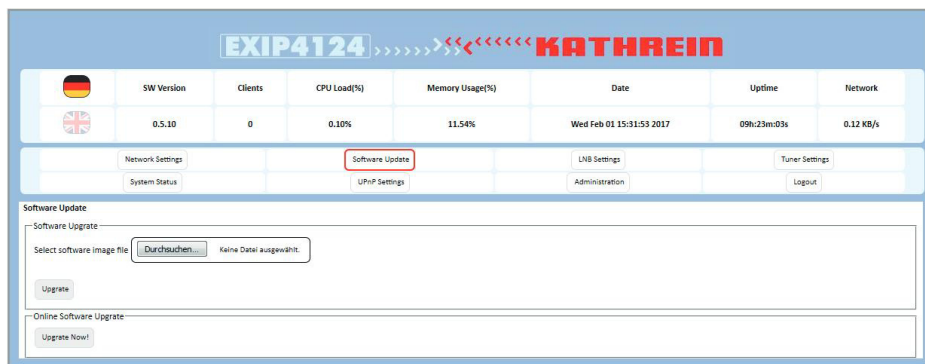 EXIP4124 KATHREIN
SW Version Clients CPU Load(%) Memory Usage(%) Date Uptime Network
0.5.10 0 0.10% 11.54% Wed Feb 01 15:31:53 2017 09h:23m:03s 0.12 KB/s
Network Settings Software Update LNB Settings Tuner Settings
System Status UPnP Settings Administration Logout
Software Update
Software Upgrate
Select software image file Durchsuchen... Keine Datei ausgewählt.
Upgrate
Online Software Upgrate
Upgrate Now!